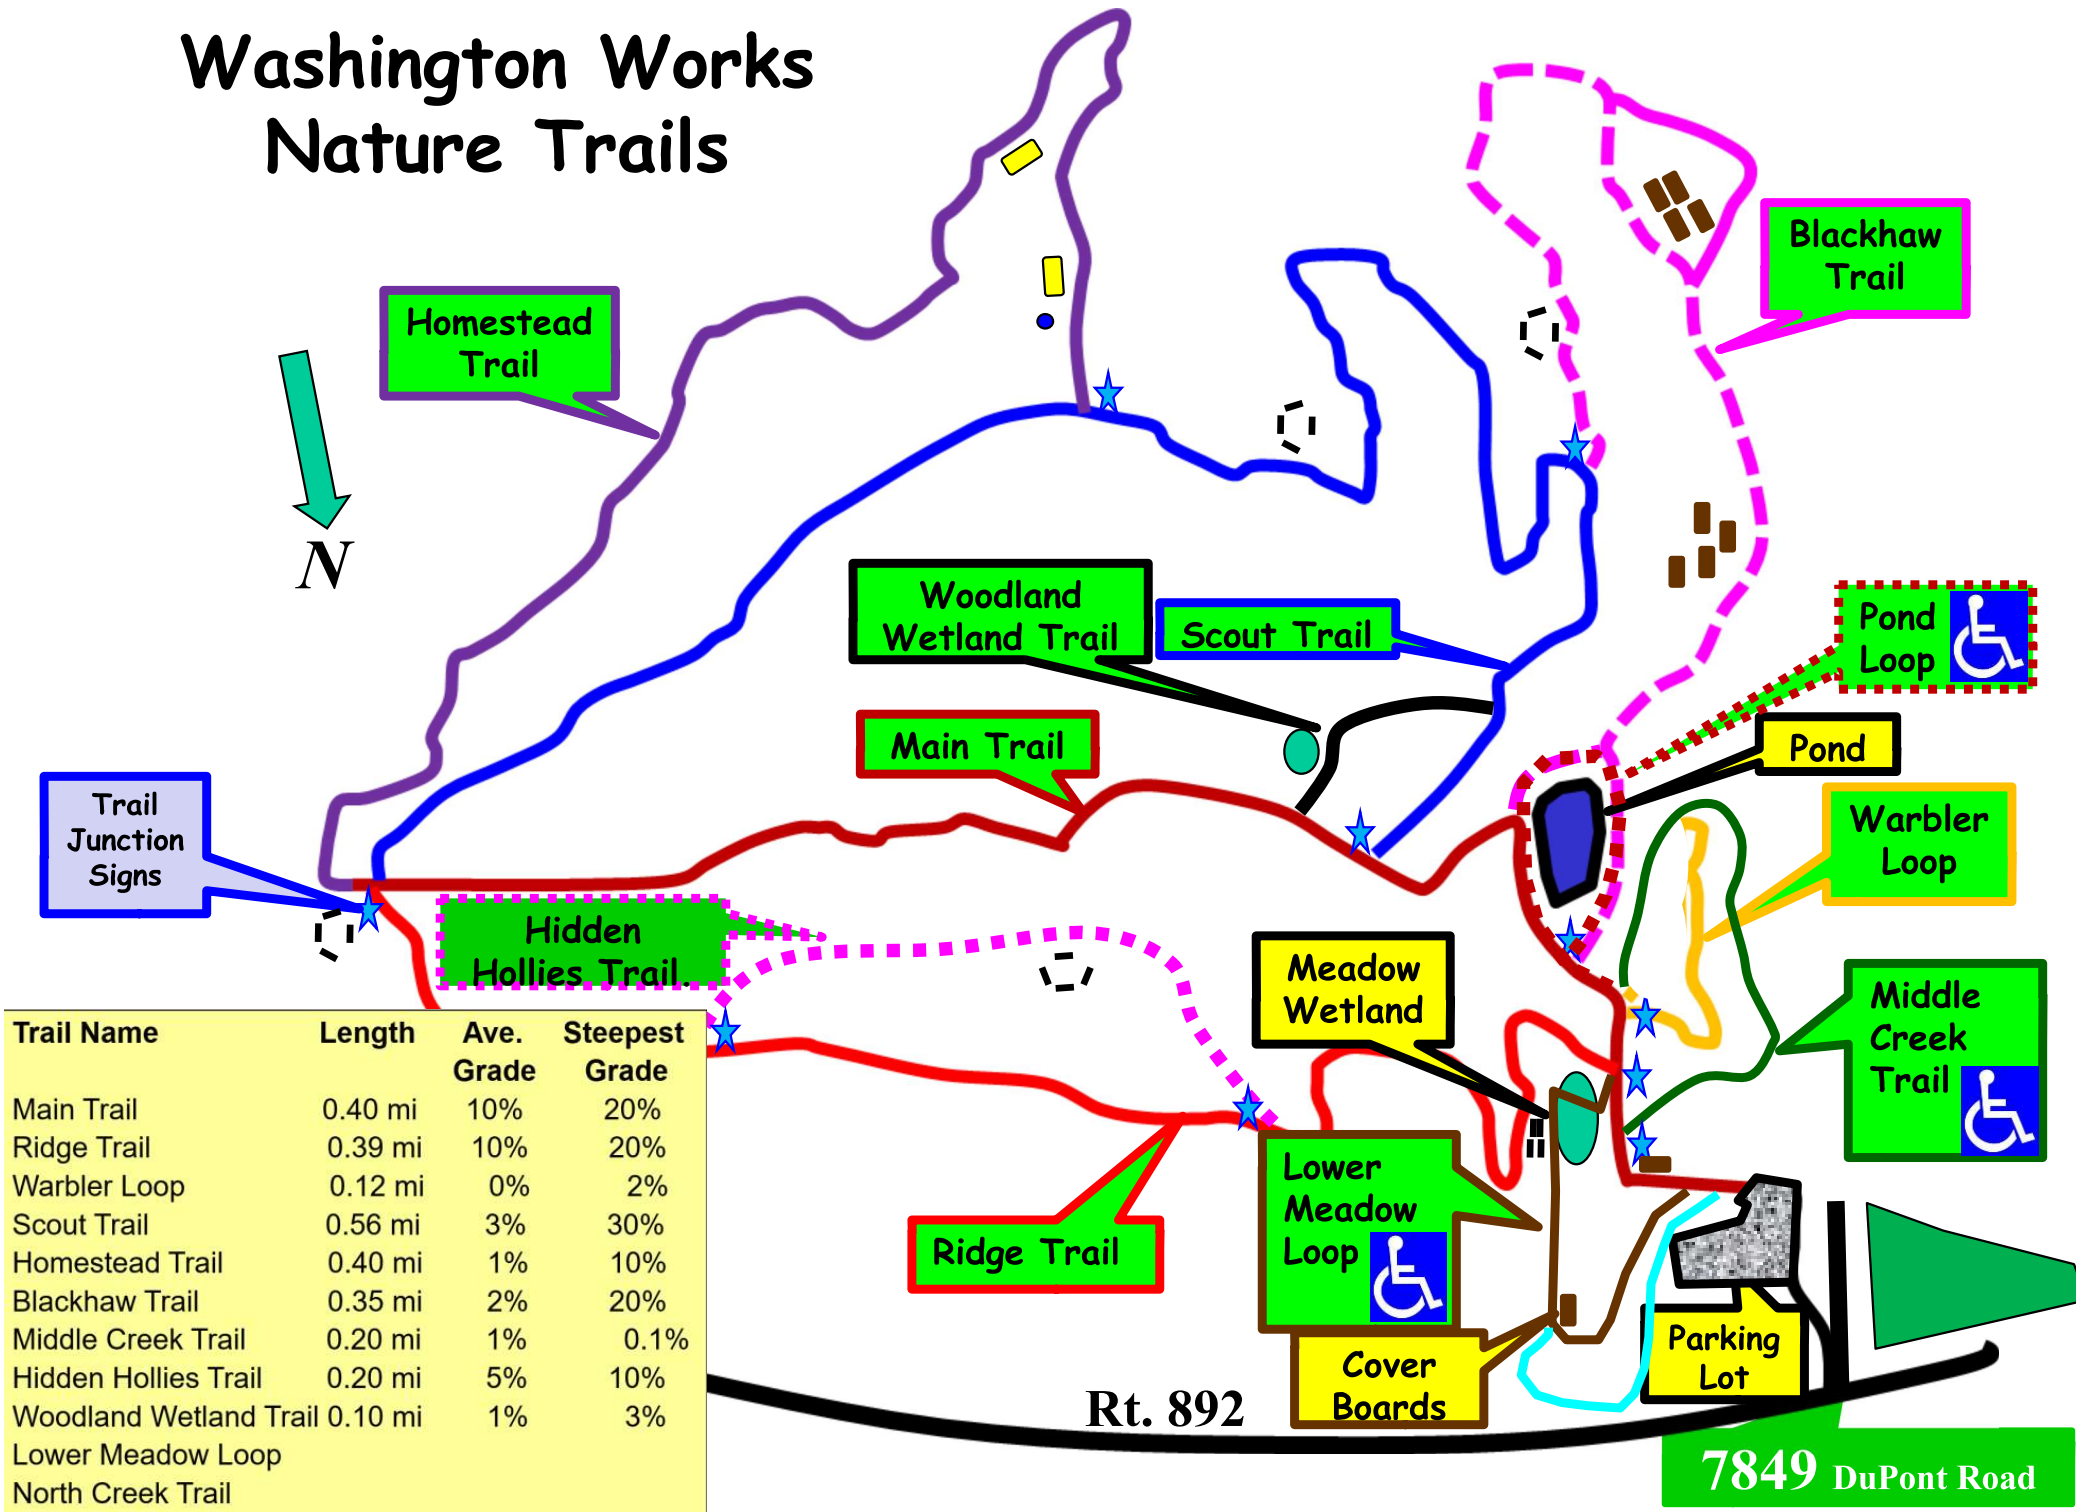 Washington Works
Nature Trails
Blackhaw
Trail
Homestead
Trail
N
Woodland
Wetland Trail
Scout Trail
Pond
Loop
Main Trail
Pond
Trail
Junction
Signs
Warbler
Loop
Hidden
Hollies Trail.
Meadow
Wetland
Middle
Creek
Trail
Trail Name Length Ave. Grade Steepest Grade
Main Trail 0.40 mi 10% 20%
Ridge Trail 0.39 mi 10% 20%
Warbler Loop 0.12 mi 0% 2%
Scout Trail 0.56 mi 3% 30%
Homestead Trail 0.40 mi 1% 10%
Blackhaw Trail 0.35 mi 2% 20%
Middle Creek Trail 0.20 mi 1% 0.1%
Hidden Hollies Trail 0.20 mi 5% 10%
Woodland Wetland Trail 0.10 mi 1% 3%
Lower Meadow Loop
North Creek Trail
Lower
Meadow
Loop
Ridge Trail
Cover
Boards
Parking
Lot
Rt. 892
7849 DuPont Road